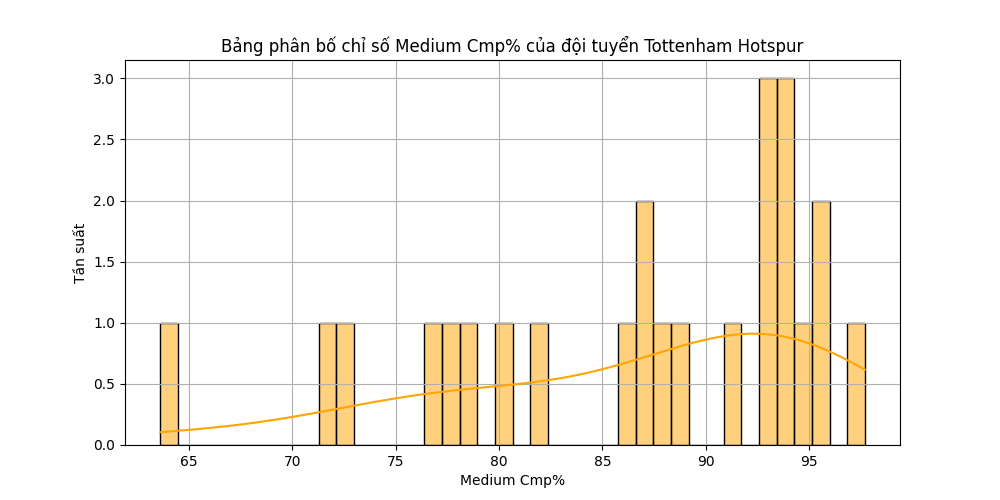 Bảng phân bố chỉ số Medium Cmp% của đội tuyển Tottenham Hotspur
3.0
2.5
2.0
1.5
1.0
0.5
0.0
Tần suất
65 70 75 80 85 90 95
Medium Cmp%